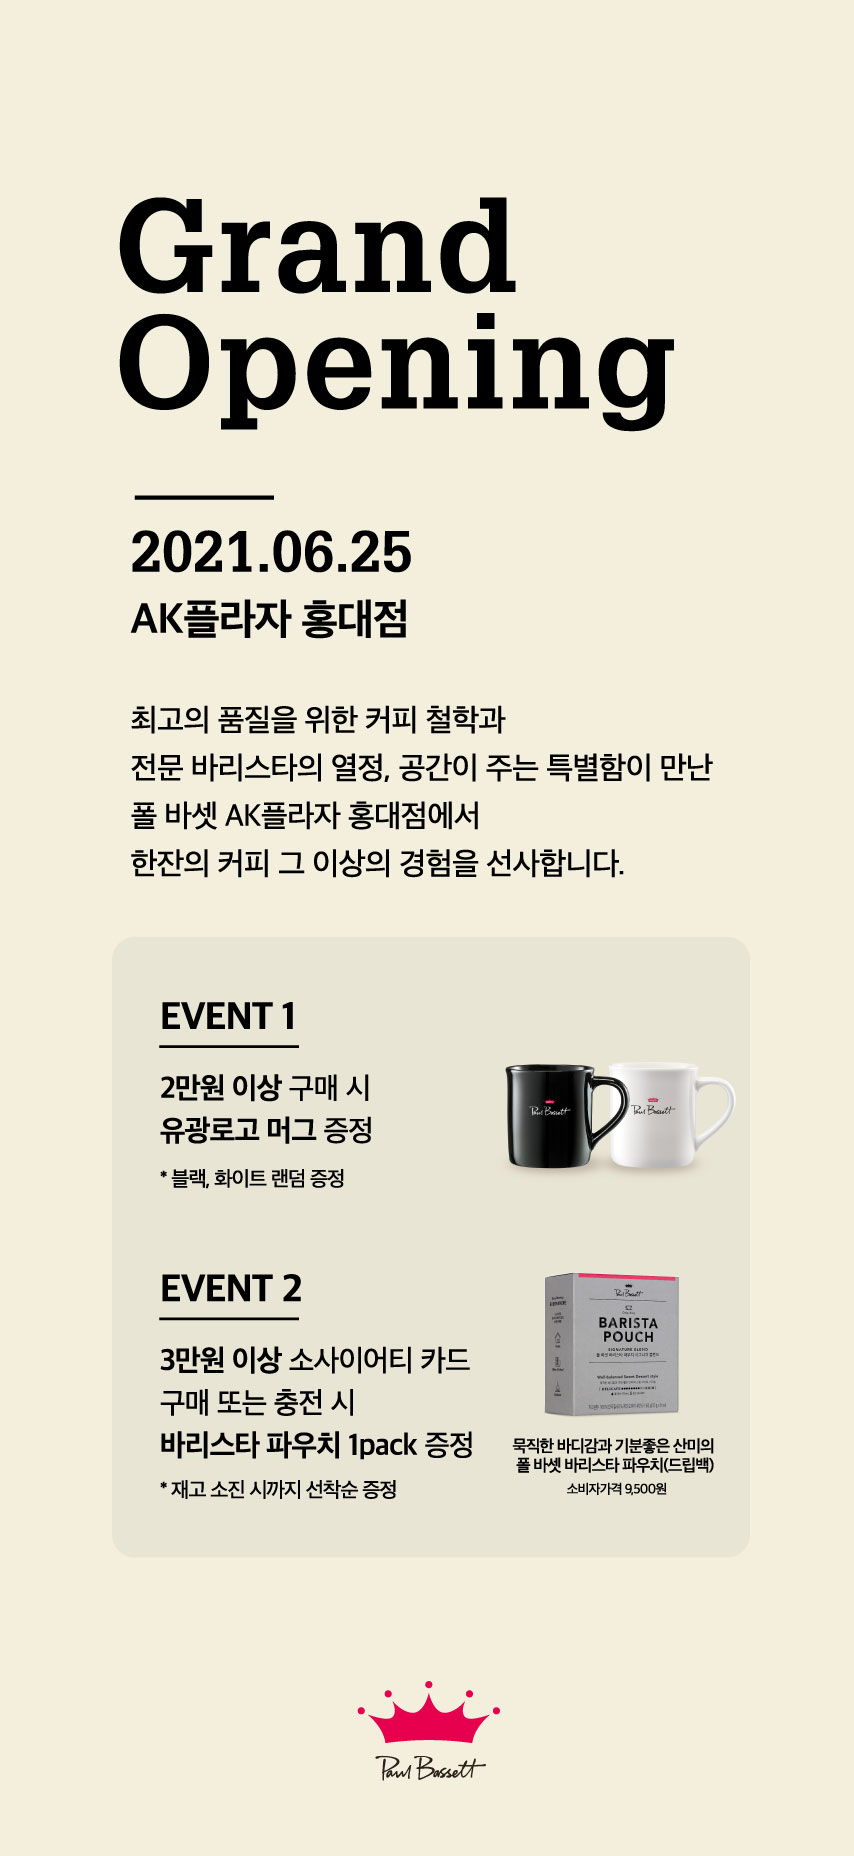 Grand
Opening
2021.06.25
AK플라자 홍대점
최고의 품질을 위한 커피 철학과
전문 바리스타의 열정, 공간이 주는 특별함이 만난
폴 바셋 AK플라자 홍대점에서
한잔의 커피 그 이상의 경험을 선사합니다.
EVENT 1
2만원 이상 구매 시
유광로고 머그 증정
* 블랙, 화이트 랜덤 증정
Paul Bassett
Paul Bassett
EVENT 2
3만원 이상 소사이어티 카드
구매 또는 충전 시
바리스타 파우치 1pack 증정
* 재고 소진 시까지 선착순 증정
Paul Bassett
BARISTA
POUCH
SIGNATURE BLEND
Well-balanced Sweet Dessert style
묵직한 바디감과 기분좋은 산미의
폴 바셋 바리스타 파우치(드립백)
소비자가격 9,500원
Paul Bassett